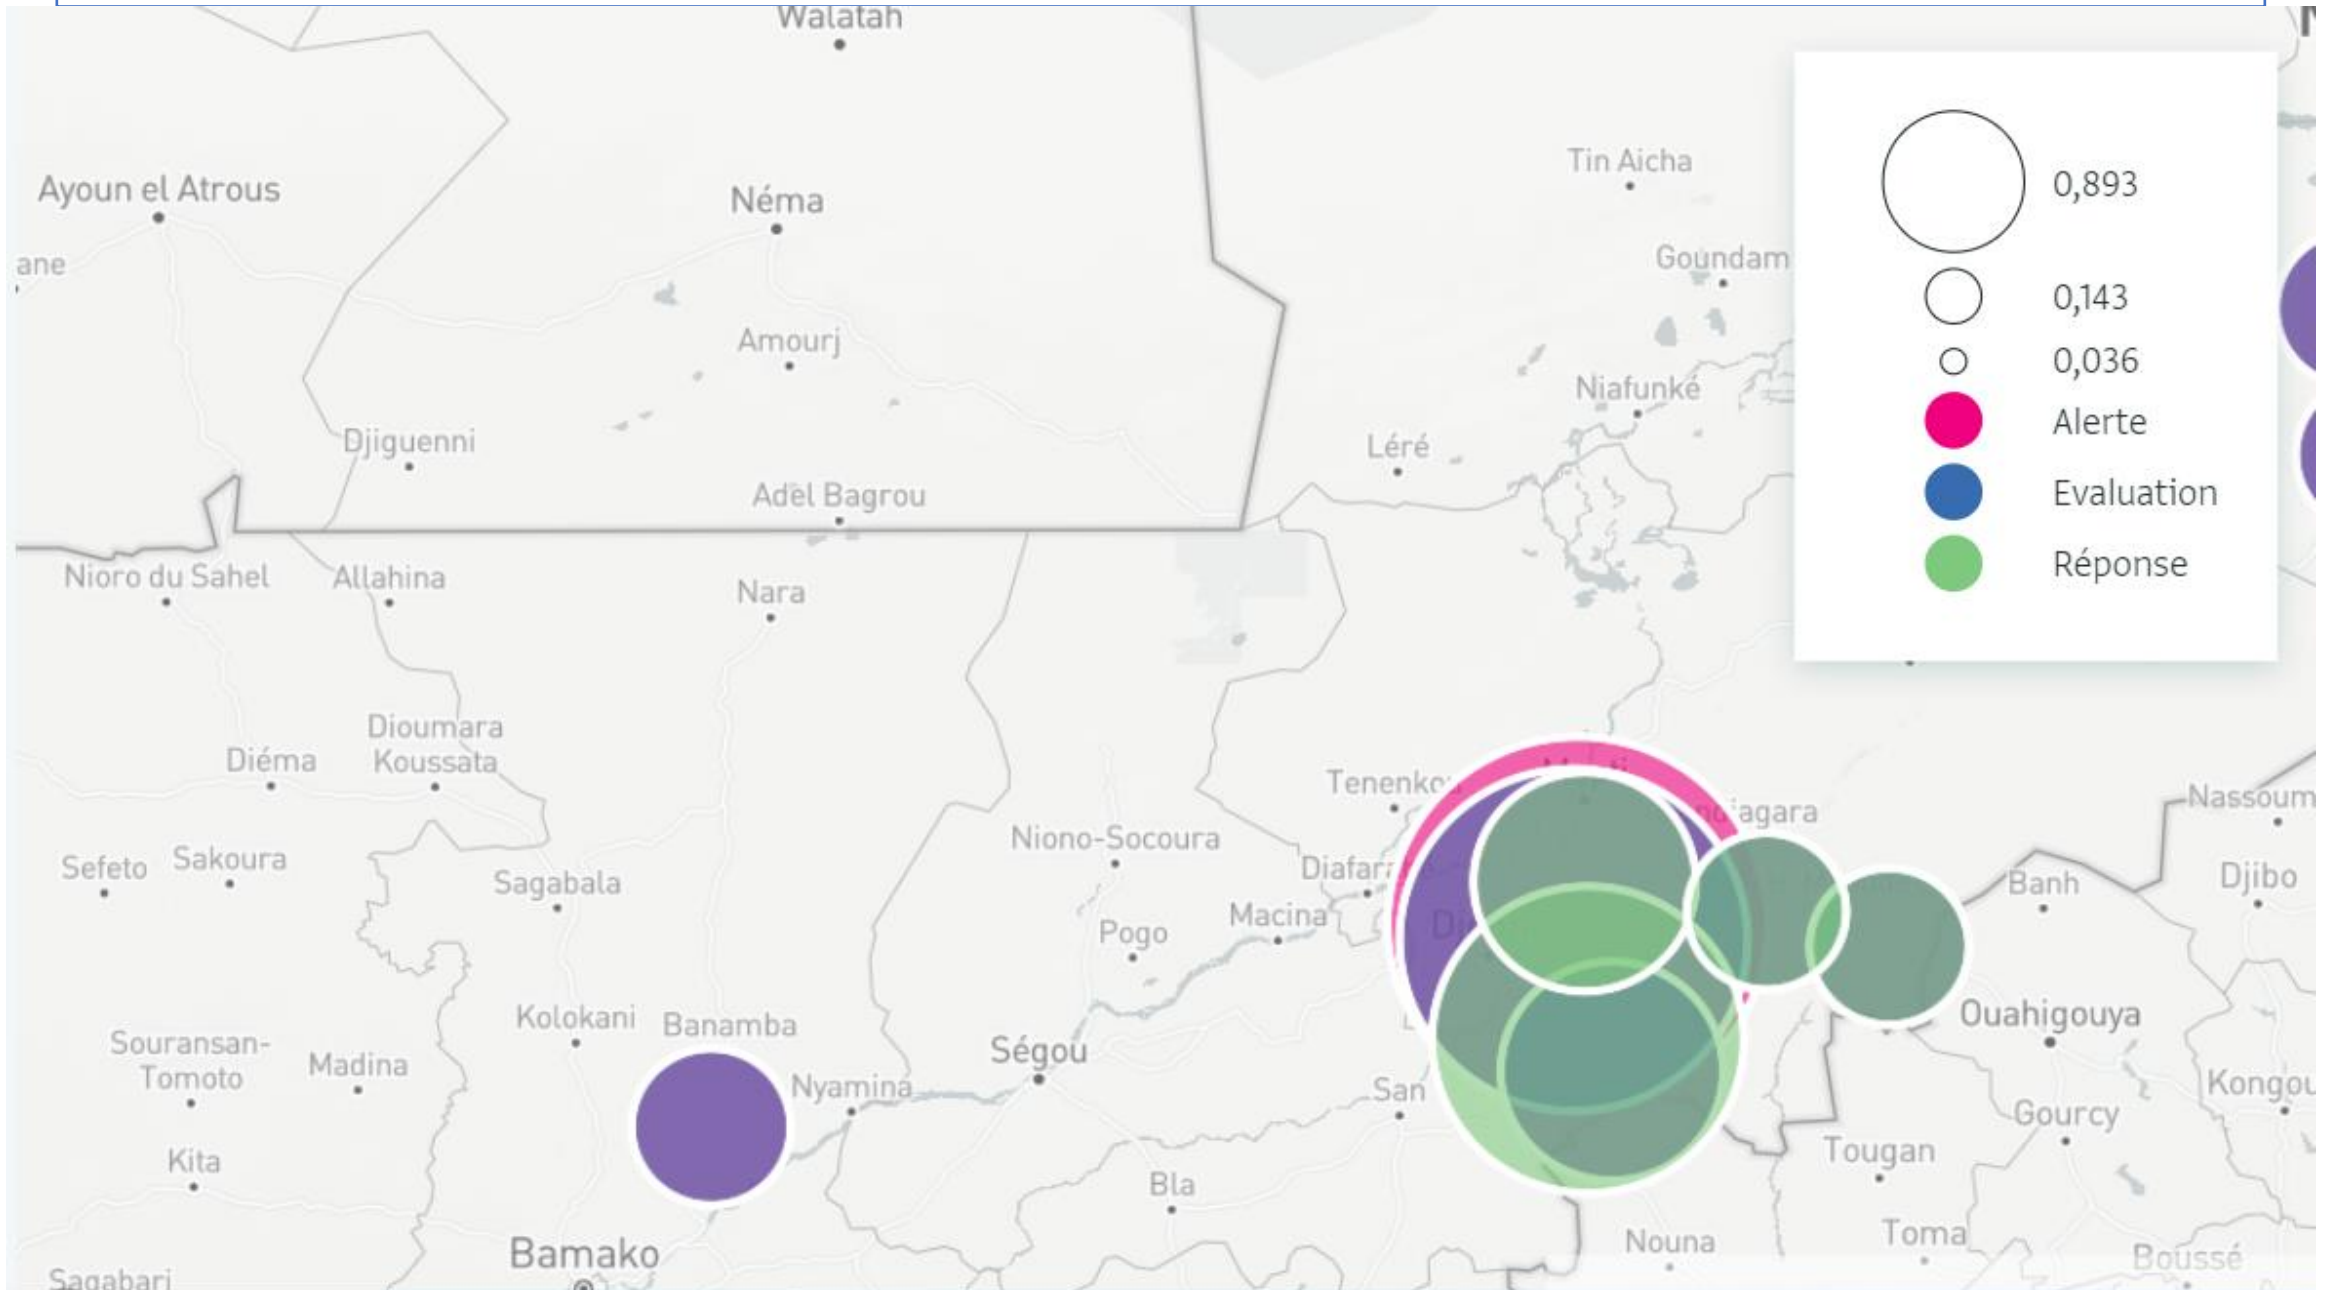 Walatah
Ayoun el Atrous
Néma
Tin Aicha
0,893
ane
Goundam
0,143
Amourj
0,036
Niafunké
Alerte
Djiguenni
Léré
Evaluation
Adel Bagrou
Réponse
Nioro du Sahel
Allahina
Nara
Dioumara
Koussata
Diéma
Tenenkou
Nassoum
ndiagara
Niono-Socoura
Sefeto
Sakoura
Sagabala
Diafar
Banh
Djibo
Macina
Pogo
Kolokani
Banamba
Ouahigouya
Souransan-
Tomoto
Madina
Ségou
Nyamina
San
Kongou
Gourcy
Kita
Tougan
Bla
Nouna
Toma
Bamako
Boussé
Sagabari